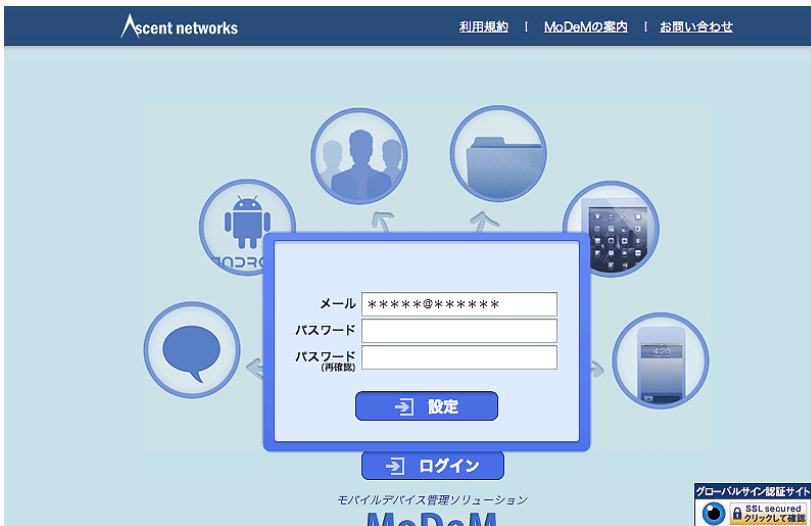 Ascent networks
利用規約 | MoDeMの案内 | お問い合わせ
ANDROID
メール *****@******
パスワード
パスワード
(再確認)
設定
4:20
ログイン
モバイルデバイス管理ソリューション
MoDeM
グローバルサイン認証サイト
SSL secured
クリックして確認